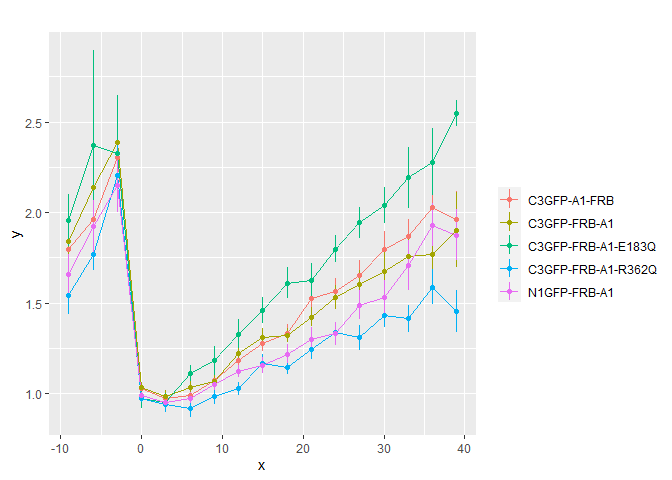 2.5
2.0
1.5
1.0
y
-10
0
10
20
30
40
x
C3GFP-A1-FRB
C3GFP-FRB-A1
C3GFP-FRB-A1-E183Q
C3GFP-FRB-A1-R362Q
N1GFP-FRB-A1